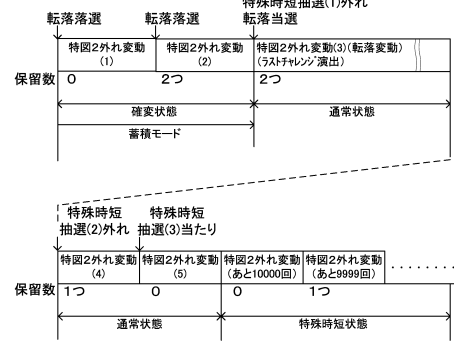 特殊時短抽選(1)外れ
転落落選 転落落選 転落当選
特図2外れ変動 特図2外れ変動 特図2外れ変動(3)(転落変動)
(1) (2) (ラストチャレンジ演出)
保留数 0 2つ 2つ
確変状態 通常状態
蓄積モード
特殊時短 特殊時短
抽選(2)外れ 抽選(3)当たり
特図2外れ変動 特図2外れ変動 特図2外れ変動 特図2外れ変動
(4) (5) (あと10000回) (あと9999回) ········
保留数 1つ 0 0 1つ
通常状態 特殊時短状態